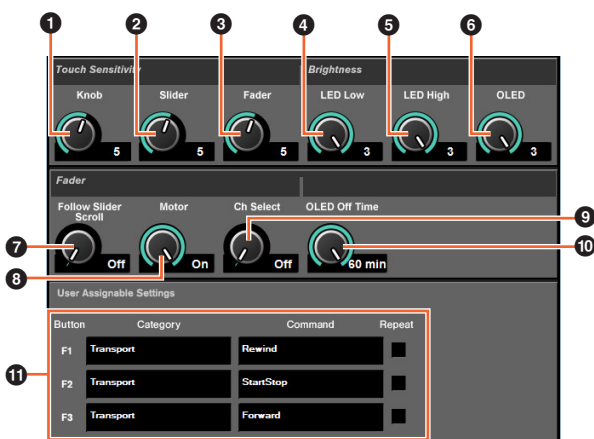 1 2 3 4 5 6
Touch Sensitivity Brightness
Knob Slider Fader LED Low LED High OLED
5 5 5 3 3 3
Fader
Follow Slider Scroll Motor Ch Select OLED Off Time
9
7 Off On Off 60 min 10
8
User Assignable Settings
Button Category Command Repeat
F1 Transport Rewind
11
F2 Transport StartStop
F3 Transport Forward